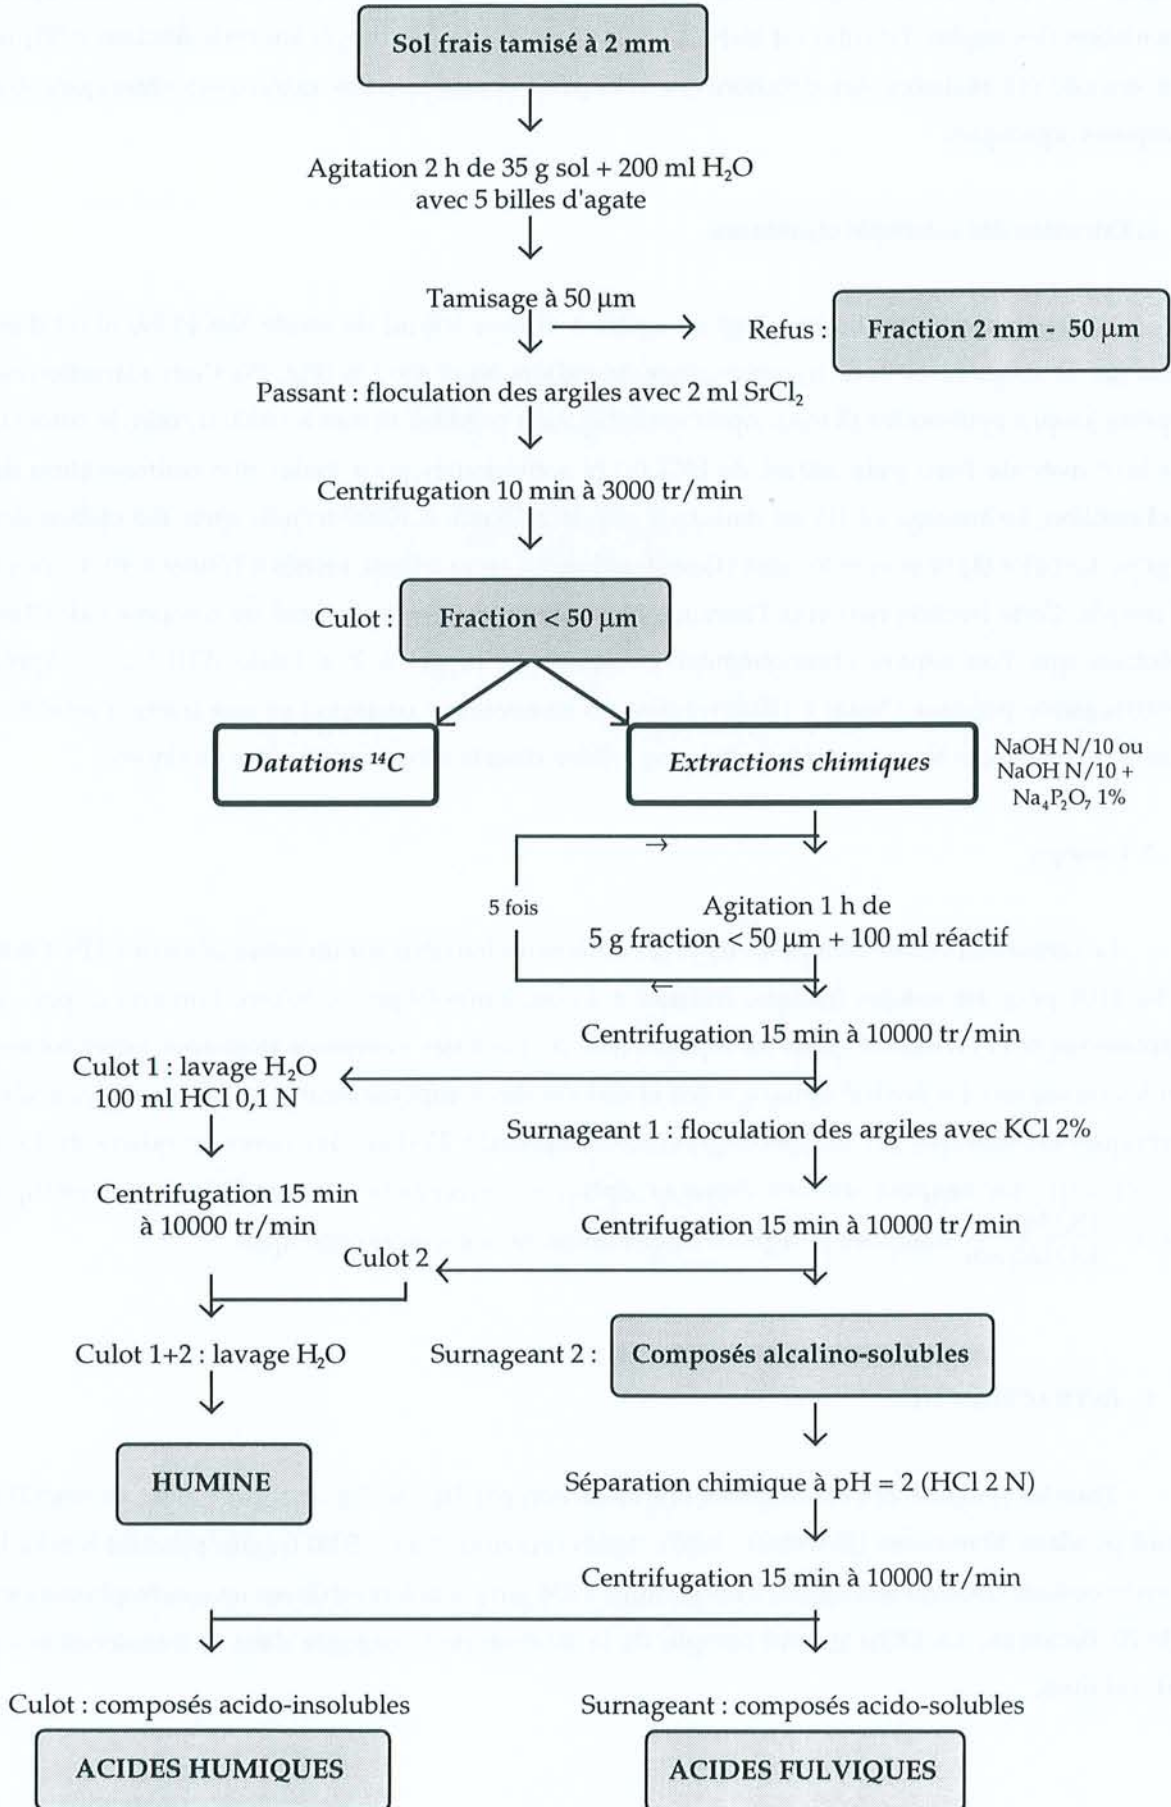 Sol frais tamisé à 2 mm
Agitation 2 h de 35 g sol + 200 ml H₂O
avec 5 billes d'agate
Tamisage à 50 µm
Refus :
Fraction 2 mm - 50 µm
Passant : floculation des argiles avec 2 ml SrCl₂
Centrifugation 10 min à 3000 tr/min
Culot :
Fraction < 50 µm
Datations ¹⁴C
Extractions chimiques
NaOH N/10 ou
NaOH N/10 +
Na₄P₂O₇ 1%
5 fois
Agitation 1 h de
5 g fraction < 50 µm + 100 ml réactif
Centrifugation 15 min à 10000 tr/min
Culot 1 : lavage H₂O
100 ml HCl 0,1 N
Surnageant 1 : floculation des argiles avec KCl 2%
Centrifugation 15 min
à 10000 tr/min
Centrifugation 15 min à 10000 tr/min
Culot 2
Culot 1+2 : lavage H₂O
Surnageant 2 :
Composés alcalino-solubles
HUMINE
Séparation chimique à pH = 2 (HCl 2 N)
Centrifugation 15 min à 10000 tr/min
Culot : composés acido-insolubles
Surnageant : composés acido-solubles
ACIDES HUMIQUES
ACIDES FULVIQUES